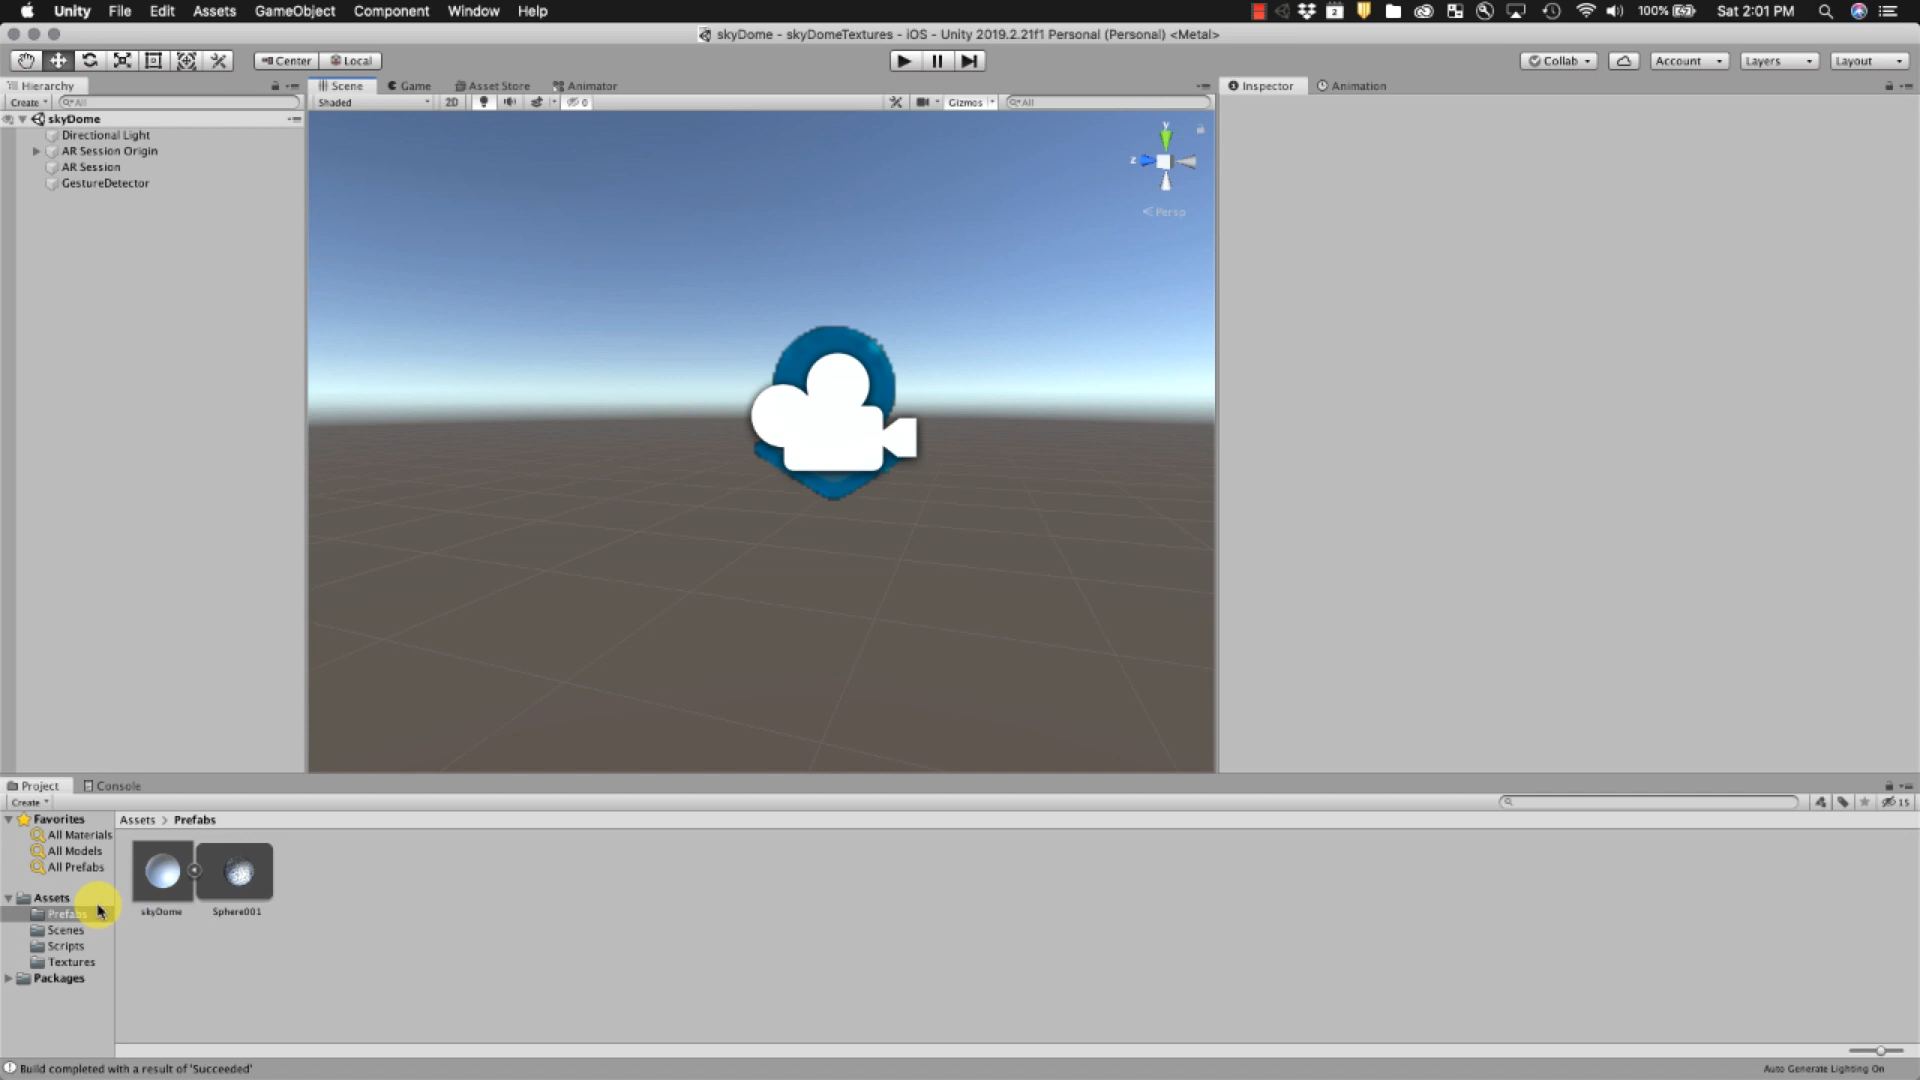 Unity File Edit Assets GameObject Component Window Help 2 100% Sat 2:01 PM
skyDome - skyDomeTextures - iOS - Unity 2019.2.21f1 Personal (Personal) <Metal>
Center Local Collab Account Layers Layout
Hierarchy Scene Game Asset Store Animator Inspector Animation
Create All Shaded 2D 0 Gizmos All
skyDome
Directional Light
AR Session Origin
AR Session
GestureDetector
y
z
Persp
Project Console
Create 15
Favorites Assets > Prefabs
All Materials
All Models
All Prefabs
Assets
Prefabs skyDome Sphere001
Scenes
Scripts
Textures
Packages
Build completed with a result of 'Succeeded' Auto Generate Lighting On